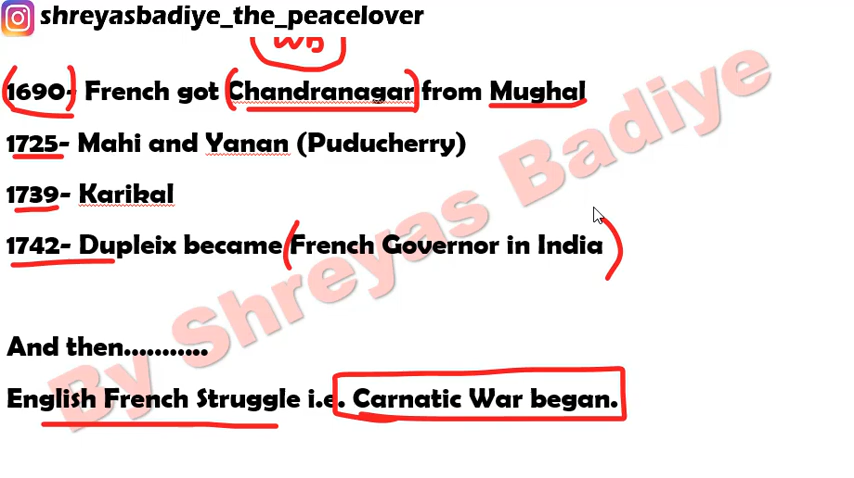 shreyasbadiye_the_peacelover
WB
1690- French got Chandranagar from Mughal
1725- Mahi and Yanan (Puducherry)
1739- Karikal
1742- Dupleix became French Governor in India
And then...........
English French Struggle i.e. Carnatic War began.
By Shreyas Badiye